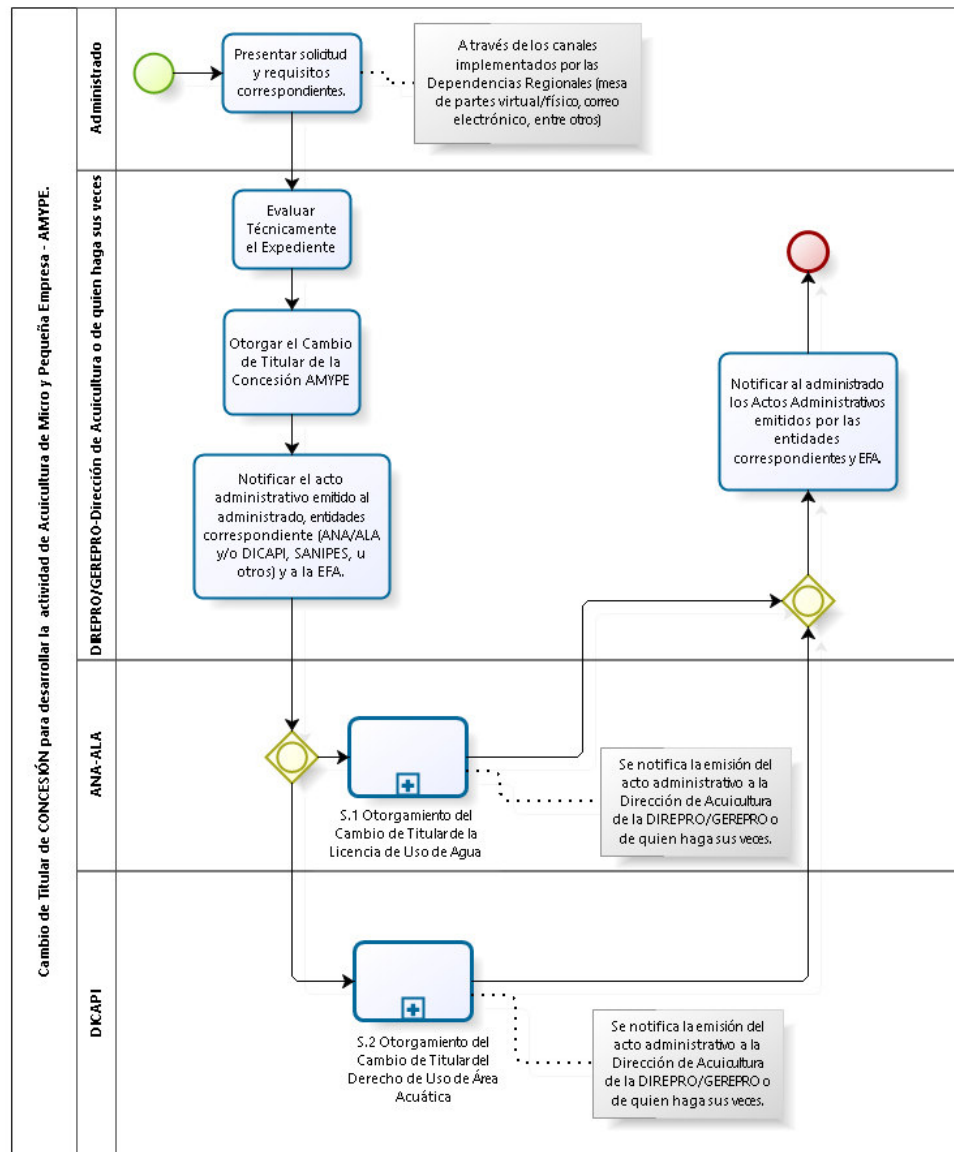 Cambio de Titular de CONCESIÓN para desarrollar la actividad de Acuicultura de Micro y Pequeña Empresa - AMYPE.
Administrado
Presentar solicitud
y requisitos
correspondientes.
A través de los canales
implementados por las
Dependencias Regionales (mesa
de partes virtual/físico, correo
electrónico, entre otros)
DIREPRO/GEREPRO-Dirección de Acuicultura o de quien haga sus veces
Evaluar
Técnicamente
el Expediente
Otorgar el Cambio
de Titular de la
Concesión AMYPE
Notificar el acto
administrativo emitido al
administrado, entidades
correspondiente (ANA/ALA
y/o DICAPI, SANIPES, u
otros) y a la EFA.
Notificar al administrado
los Actos Administrativos
emitidos por las
entidades
correspondientes y EFA.
ANA-ALA
S.1 Otorgamiento del
Cambio de Titular de la
Licencia de Uso de Agua
Se notifica la emisión del
acto administrativo a la
Dirección de Acuicultura
de la DIREPRO/GEREPRO o
de quien haga sus veces.
DICAPI
S.2 Otorgamiento del
Cambio de Titular del
Derecho de Uso de Área
Acuática
Se notifica la emisión del
acto administrativo a la
Dirección de Acuicultura
de la DIREPRO/GEREPRO o
de quien haga sus veces.